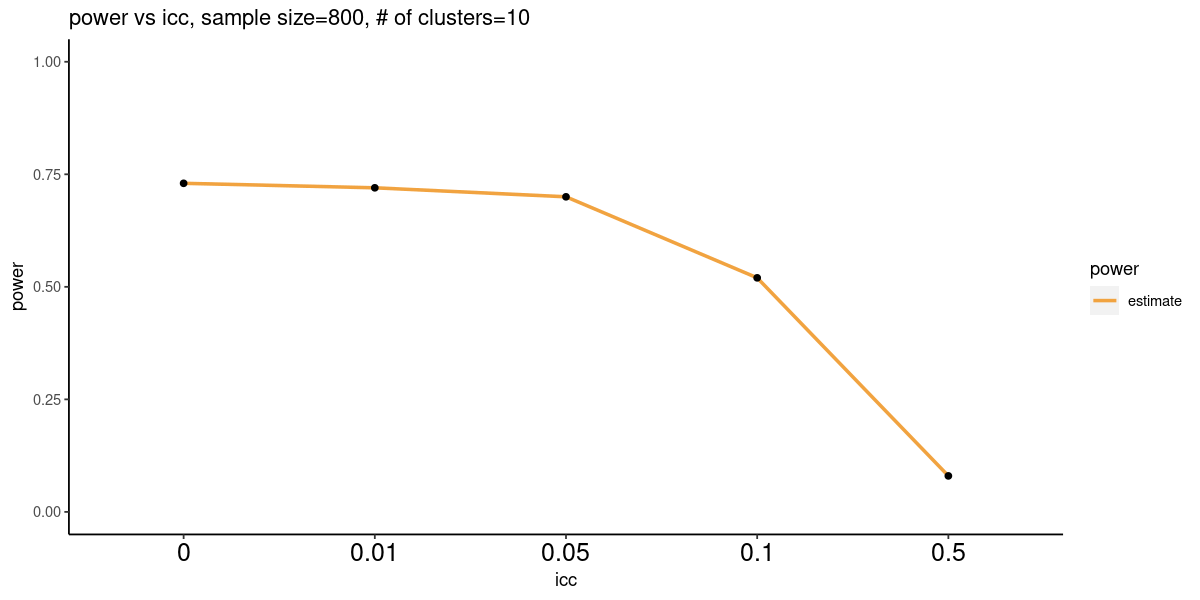 power vs icc, sample size=800, # of clusters=10
1.00
0.75
0.50
0.25
0.00
power
0 0.01 0.05 0.1 0.5
icc
power
estimate